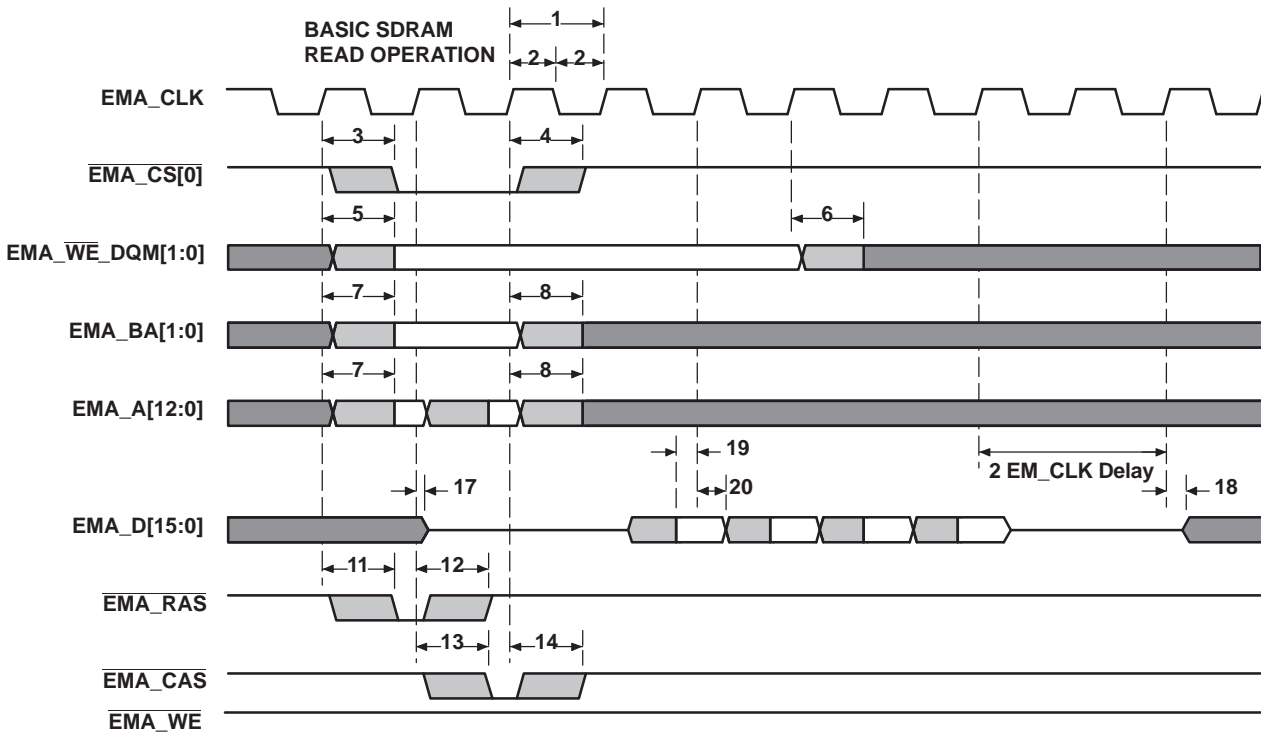 BASIC SDRAM
READ OPERATION
1
2 2
EMA_CLK
3 4
EMA_CS[0]
5 6
EMA_WE_DQM[1:0]
7 8
EMA_BA[1:0]
7 8
EMA_A[12:0]
19
2 EM_CLK Delay
17 20 18
EMA_D[15:0]
11 12
EMA_RAS
13 14
EMA_CAS
EMA_WE